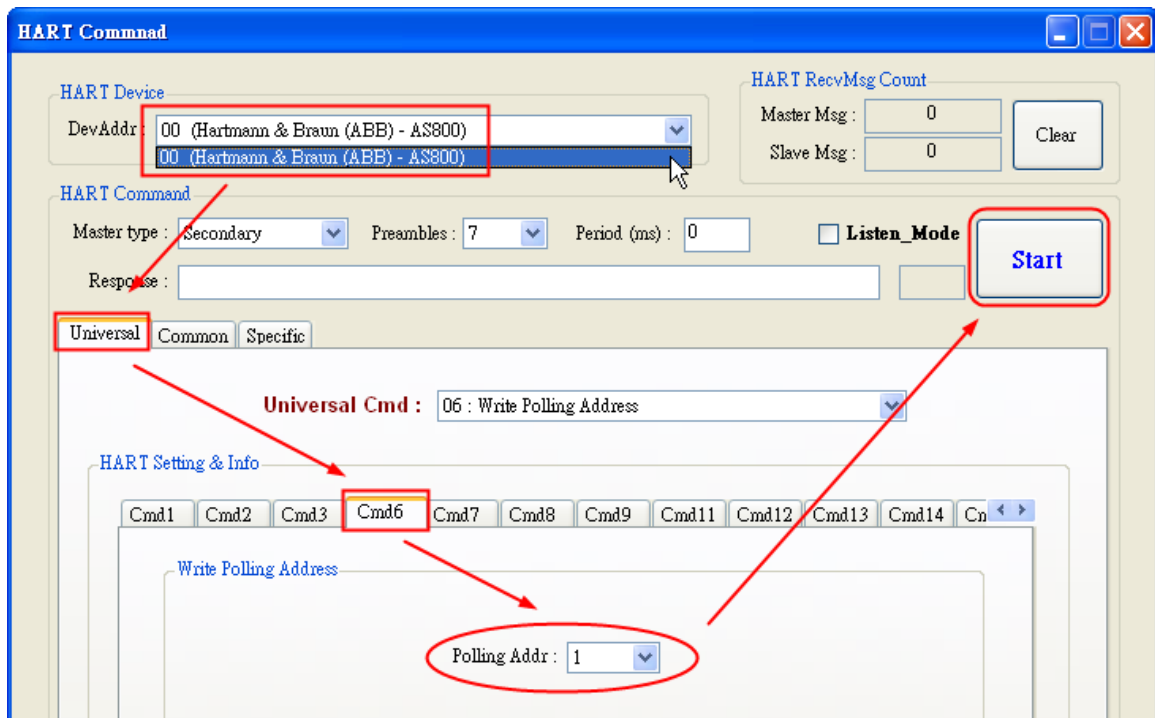 HART Commnad
HART Device
DevAddr : 00 (Hartmann & Braun (ABB) - AS800)
00 (Hartmann & Braun (ABB) - AS800)
HART RecvMsg Count
Master Msg : 0
Slave Msg : 0
Clear
HART Command
Master type : Secondary Preambles : 7 Period (ms) : 0 Listen_Mode
Start
Response :
Universal Common Specific
Universal Cmd : 06 : Write Polling Address
HART Setting & Info
Cmd1 Cmd2 Cmd3 Cmd6 Cmd7 Cmd8 Cmd9 Cmd11 Cmd12 Cmd13 Cmd14 Cn
Write Polling Address
Polling Addr : 1